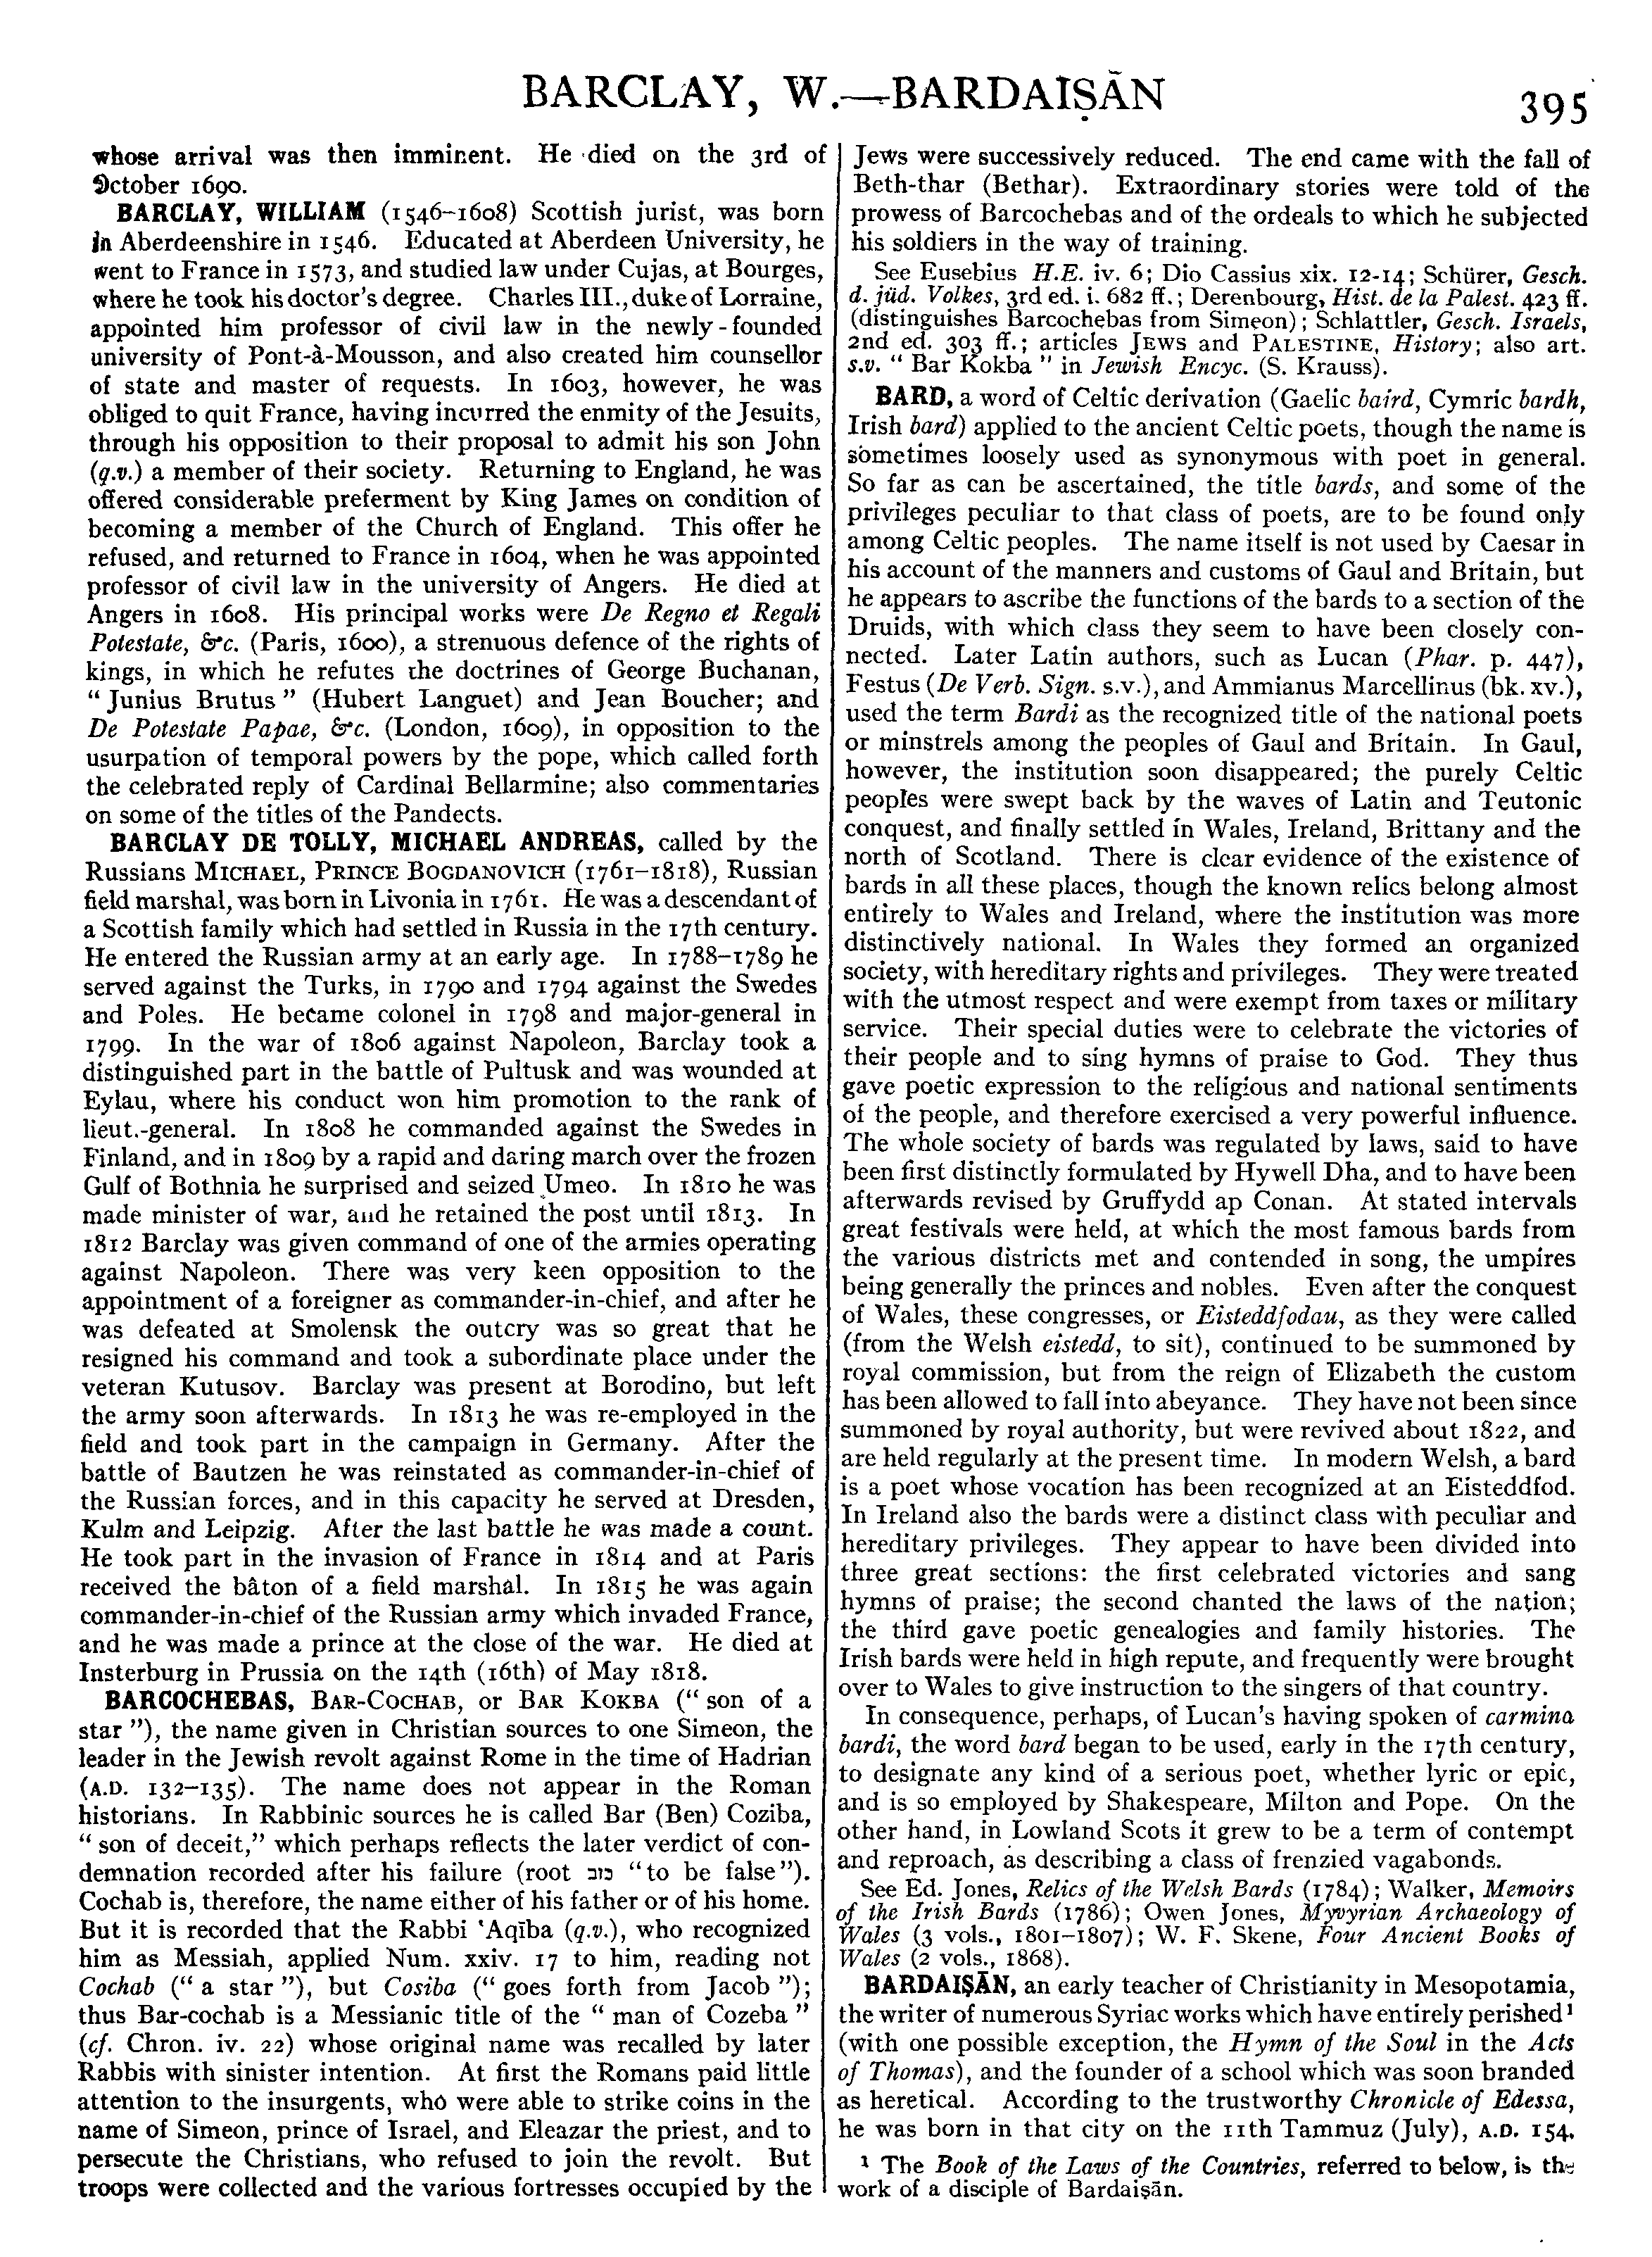 BARCLAY, W.—BARDAIṢĀN
395
whose arrival was then imminent. He died on the 3rd of
October 1690.
BARCLAY, WILLIAM (1546–1608) Scottish jurist, was born
in Aberdeenshire in 1546. Educated at Aberdeen University, he
went to France in 1573, and studied law under Cujas, at Bourges,
where he took his doctor's degree. Charles III., duke of Lorraine,
appointed him professor of civil law in the newly-founded
university of Pont-à-Mousson, and also created him counsellor
of state and master of requests. In 1603, however, he was
obliged to quit France, having incurred the enmity of the Jesuits,
through his opposition to their proposal to admit his son John
(q.v.) a member of their society. Returning to England, he was
offered considerable preferment by King James on condition of
becoming a member of the Church of England. This offer he
refused, and returned to France in 1604, when he was appointed
professor of civil law in the university of Angers. He died at
Angers in 1608. His principal works were De Regno et Regali
Potestate, &c. (Paris, 1600), a strenuous defence of the rights of
kings, in which he refutes the doctrines of George Buchanan,
“ Junius Brutus ” (Hubert Languet) and Jean Boucher; and
De Potestate Papae, &c. (London, 1609), in opposition to the
usurpation of temporal powers by the pope, which called forth
the celebrated reply of Cardinal Bellarmine; also commentaries
on some of the titles of the Pandects.
BARCLAY DE TOLLY, MICHAEL ANDREAS, called by the
Russians MICHAEL, PRINCE BOGDANOVICH (1761–1818), Russian
field marshal, was born in Livonia in 1761. He was a descendant of
a Scottish family which had settled in Russia in the 17th century.
He entered the Russian army at an early age. In 1788–1789 he
served against the Turks, in 1790 and 1794 against the Swedes
and Poles. He became colonel in 1798 and major-general in
1799. In the war of 1806 against Napoleon, Barclay took a
distinguished part in the battle of Pultusk and was wounded at
Eylau, where his conduct won him promotion to the rank of
lieut.-general. In 1808 he commanded against the Swedes in
Finland, and in 1809 by a rapid and daring march over the frozen
Gulf of Bothnia he surprised and seized Umeo. In 1810 he was
made minister of war, and he retained the post until 1813. In
1812 Barclay was given command of one of the armies operating
against Napoleon. There was very keen opposition to the
appointment of a foreigner as commander-in-chief, and after he
was defeated at Smolensk the outcry was so great that he
resigned his command and took a subordinate place under the
veteran Kutusov. Barclay was present at Borodino, but left
the army soon afterwards. In 1813 he was re-employed in the
field and took part in the campaign in Germany. After the
battle of Bautzen he was reinstated as commander-in-chief of
the Russian forces, and in this capacity he served at Dresden,
Kulm and Leipzig. After the last battle he was made a count.
He took part in the invasion of France in 1814 and at Paris
received the bâton of a field marshal. In 1815 he was again
commander-in-chief of the Russian army which invaded France,
and he was made a prince at the close of the war. He died at
Insterburg in Prussia on the 14th (16th) of May 1818.
BARCOCHEBAS, BAR-COCHAB, or BAR KOKBA (“ son of a
star ”), the name given in Christian sources to one Simeon, the
leader in the Jewish revolt against Rome in the time of Hadrian
(A.D. 132–135). The name does not appear in the Roman
historians. In Rabbinic sources he is called Bar (Ben) Coziba,
“ son of deceit,” which perhaps reflects the later verdict of con-
demnation recorded after his failure (root כזב “to be false”).
Cochab is, therefore, the name either of his father or of his home.
But it is recorded that the Rabbi ‛Aqība (q.v.), who recognized
him as Messiah, applied Num. xxiv. 17 to him, reading not
Cochab (“ a star ”), but Cosiba (“ goes forth from Jacob ”);
thus Bar-cochab is a Messianic title of the “ man of Cozeba ”
(cf. Chron. iv. 22) whose original name was recalled by later
Rabbis with sinister intention. At first the Romans paid little
attention to the insurgents, who were able to strike coins in the
name of Simeon, prince of Israel, and Eleazar the priest, and to
persecute the Christians, who refused to join the revolt. But
troops were collected and the various fortresses occupied by the
Jews were successively reduced. The end came with the fall of
Beth-thar (Bethar). Extraordinary stories were told of the
prowess of Barcochebas and of the ordeals to which he subjected
his soldiers in the way of training.
See Eusebius H.E. iv. 6; Dio Cassius xix. 12-14; Schürer, Gesch.
d. jüd. Volkes, 3rd ed. i. 682 ff.; Derenbourg, Hist. de la Palest. 423 ff.
(distinguishes Barcochebas from Simeon); Schlattler, Gesch. Israels,
2nd ed. 303 ff.; articles JEWS and PALESTINE, History; also art.
s.v. “ Bar Kokba ” in Jewish Encyc. (S. Krauss).
BARD, a word of Celtic derivation (Gaelic baird, Cymric bardh,
Irish bard) applied to the ancient Celtic poets, though the name is
sometimes loosely used as synonymous with poet in general.
So far as can be ascertained, the title bards, and some of the
privileges peculiar to that class of poets, are to be found only
among Celtic peoples. The name itself is not used by Caesar in
his account of the manners and customs of Gaul and Britain, but
he appears to ascribe the functions of the bards to a section of the
Druids, with which class they seem to have been closely con-
nected. Later Latin authors, such as Lucan (Phar. p. 447),
Festus (De Verb. Sign. s.v.), and Ammianus Marcellinus (bk. xv.),
used the term Bardi as the recognized title of the national poets
or minstrels among the peoples of Gaul and Britain. In Gaul,
however, the institution soon disappeared; the purely Celtic
peoples were swept back by the waves of Latin and Teutonic
conquest, and finally settled in Wales, Ireland, Brittany and the
north of Scotland. There is clear evidence of the existence of
bards in all these places, though the known relics belong almost
entirely to Wales and Ireland, where the institution was more
distinctively national. In Wales they formed an organized
society, with hereditary rights and privileges. They were treated
with the utmost respect and were exempt from taxes or military
service. Their special duties were to celebrate the victories of
their people and to sing hymns of praise to God. They thus
gave poetic expression to the religious and national sentiments
of the people, and therefore exercised a very powerful influence.
The whole society of bards was regulated by laws, said to have
been first distinctly formulated by Hywell Dha, and to have been
afterwards revised by Gruffydd ap Conan. At stated intervals
great festivals were held, at which the most famous bards from
the various districts met and contended in song, the umpires
being generally the princes and nobles. Even after the conquest
of Wales, these congresses, or Eisteddfodau, as they were called
(from the Welsh eistedd, to sit), continued to be summoned by
royal commission, but from the reign of Elizabeth the custom
has been allowed to fall into abeyance. They have not been since
summoned by royal authority, but were revived about 1822, and
are held regularly at the present time. In modern Welsh, a bard
is a poet whose vocation has been recognized at an Eisteddfod.
In Ireland also the bards were a distinct class with peculiar and
hereditary privileges. They appear to have been divided into
three great sections: the first celebrated victories and sang
hymns of praise; the second chanted the laws of the nation;
the third gave poetic genealogies and family histories. The
Irish bards were held in high repute, and frequently were brought
over to Wales to give instruction to the singers of that country.
In consequence, perhaps, of Lucan's having spoken of carmina
bardi, the word bard began to be used, early in the 17th century,
to designate any kind of a serious poet, whether lyric or epic,
and is so employed by Shakespeare, Milton and Pope. On the
other hand, in Lowland Scots it grew to be a term of contempt
and reproach, as describing a class of frenzied vagabonds.
See Ed. Jones, Relics of the Welsh Bards (1784); Walker, Memoirs
of the Irish Bards (1786); Owen Jones, Myvyrian Archaeology of
Wales (3 vols., 1801–1807); W. F. Skene, Four Ancient Books of
Wales (2 vols., 1868).
BARDAIṢĀN, an early teacher of Christianity in Mesopotamia,
the writer of numerous Syriac works which have entirely perished¹
(with one possible exception, the Hymn of the Soul in the Acts
of Thomas), and the founder of a school which was soon branded
as heretical. According to the trustworthy Chronicle of Edessa,
he was born in that city on the 11th Tammuz (July), A.D. 154.
¹ The Book of the Laws of the Countries, referred to below, is the
work of a disciple of Bardaiṣān.